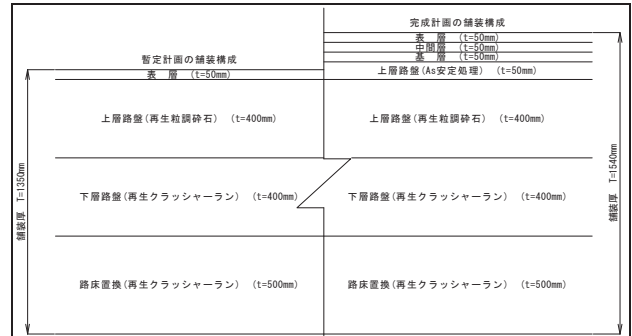 完成計画の舗装構成
表　層　(t=50mm)
中間層　(t=50mm)
基　層　(t=50mm)
上層路盤(As安定処理)　(t=50mm)
上層路盤(再生粒調砕石)　(t=400mm)
下層路盤(再生クラッシャーラン)　(t=400mm)
路床置換(再生クラッシャーラン)　(t=500mm)
舗装厚　T=1540mm
暫定計画の舗装構成
表　層　(t=50mm)
上層路盤(再生粒調砕石)　(t=400mm)
下層路盤(再生クラッシャーラン)　(t=400mm)
路床置換(再生クラッシャーラン)　(t=500mm)
舗装厚　T=1350mm